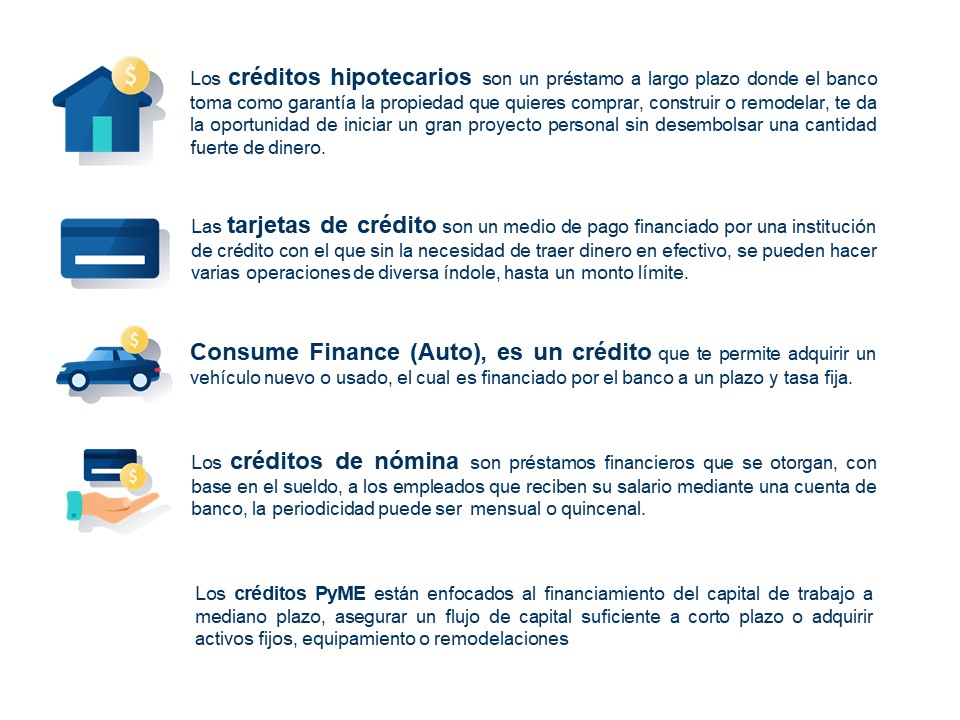 Los créditos hipotecarios son un préstamo a largo plazo donde el banco
toma como garantía la propiedad que quieres comprar, construir o remodelar, te da
la oportunidad de iniciar un gran proyecto personal sin desembolsar una cantidad
fuerte de dinero.
Las tarjetas de crédito son un medio de pago financiado por una institución
de crédito con el que sin la necesidad de traer dinero en efectivo, se pueden hacer
varias operaciones de diversa índole, hasta un monto límite.
Consume Finance (Auto), es un crédito que te permite adquirir un
vehículo nuevo o usado, el cual es financiado por el banco a un plazo y tasa fija.
Los créditos de nómina son préstamos financieros que se otorgan, con
base en el sueldo, a los empleados que reciben su salario mediante una cuenta de
banco, la periodicidad puede ser mensual o quincenal.
Los créditos PyME están enfocados al financiamiento del capital de trabajo a
mediano plazo, asegurar un flujo de capital suficiente a corto plazo o adquirir
activos fijos, equipamiento o remodelaciones